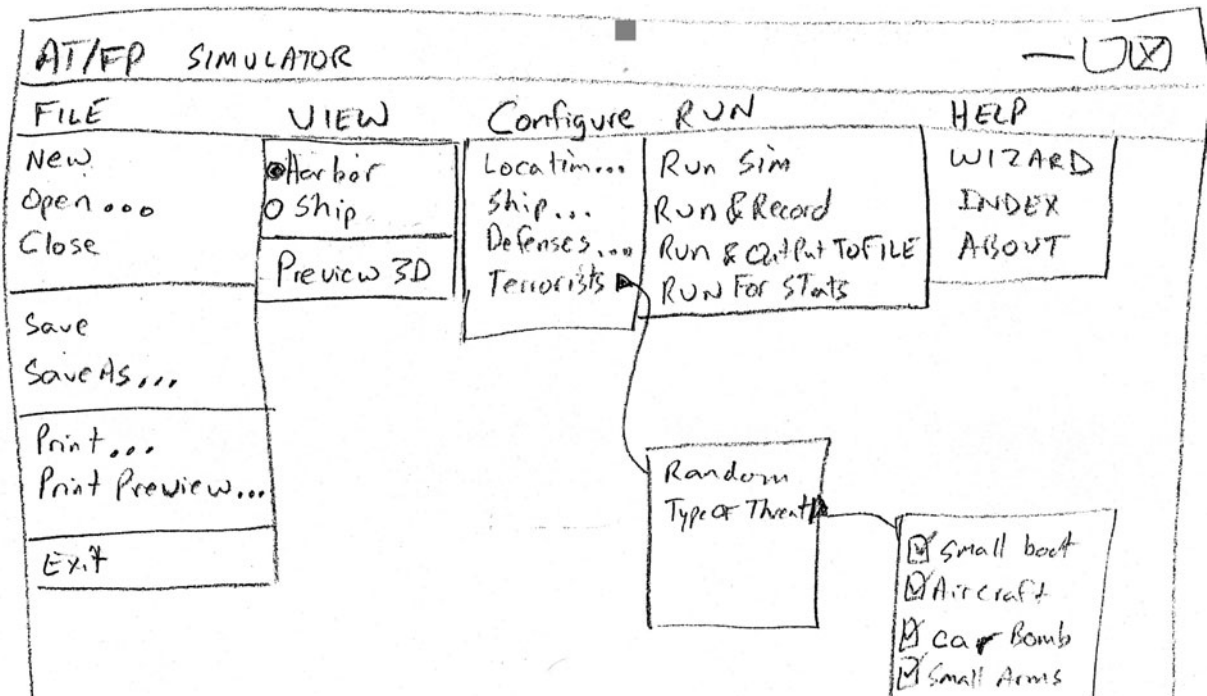 AT/FP SIMULATOR
FILE VIEW Configure RUN HELP
New
Open...
Close
Save
Save As...
Print...
Print Preview...
Exit
Harbor
Ship
Preview 3D
Location...
Ship...
Defenses...
Terrorists
Run Sim
Run & Record
Run & Output TO FILE
RUN For STats
WIZARD
INDEX
ABOUT
Random
Type OF Threat
Small boat
Aircraft
Car Bomb
Small Arms